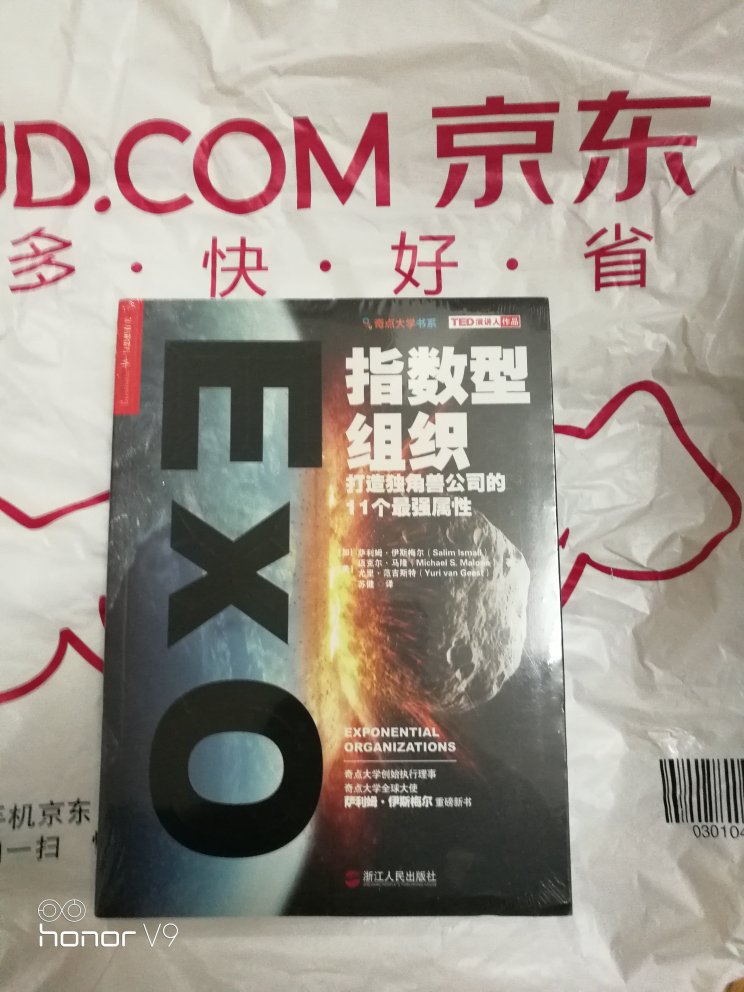 JD.COM 京东
多·快·好·省
奇点大学书系
TED演讲人作品
EXO
指数型
组织
打造独角兽公司的
11个最强属性
萨利姆·伊斯梅尔（Salim Ismail
迈克尔·马隆（Michael S. Malone
尤里·范吉斯特（Yuri van Geest）
苏健 译
EXPONENTIAL
ORGANIZATIONS
奇点大学创始执行理事
奇点大学全球大使
萨利姆·伊斯梅尔 重磅新书
浙江人民出版社
机京东
一扫
030104
honor V9